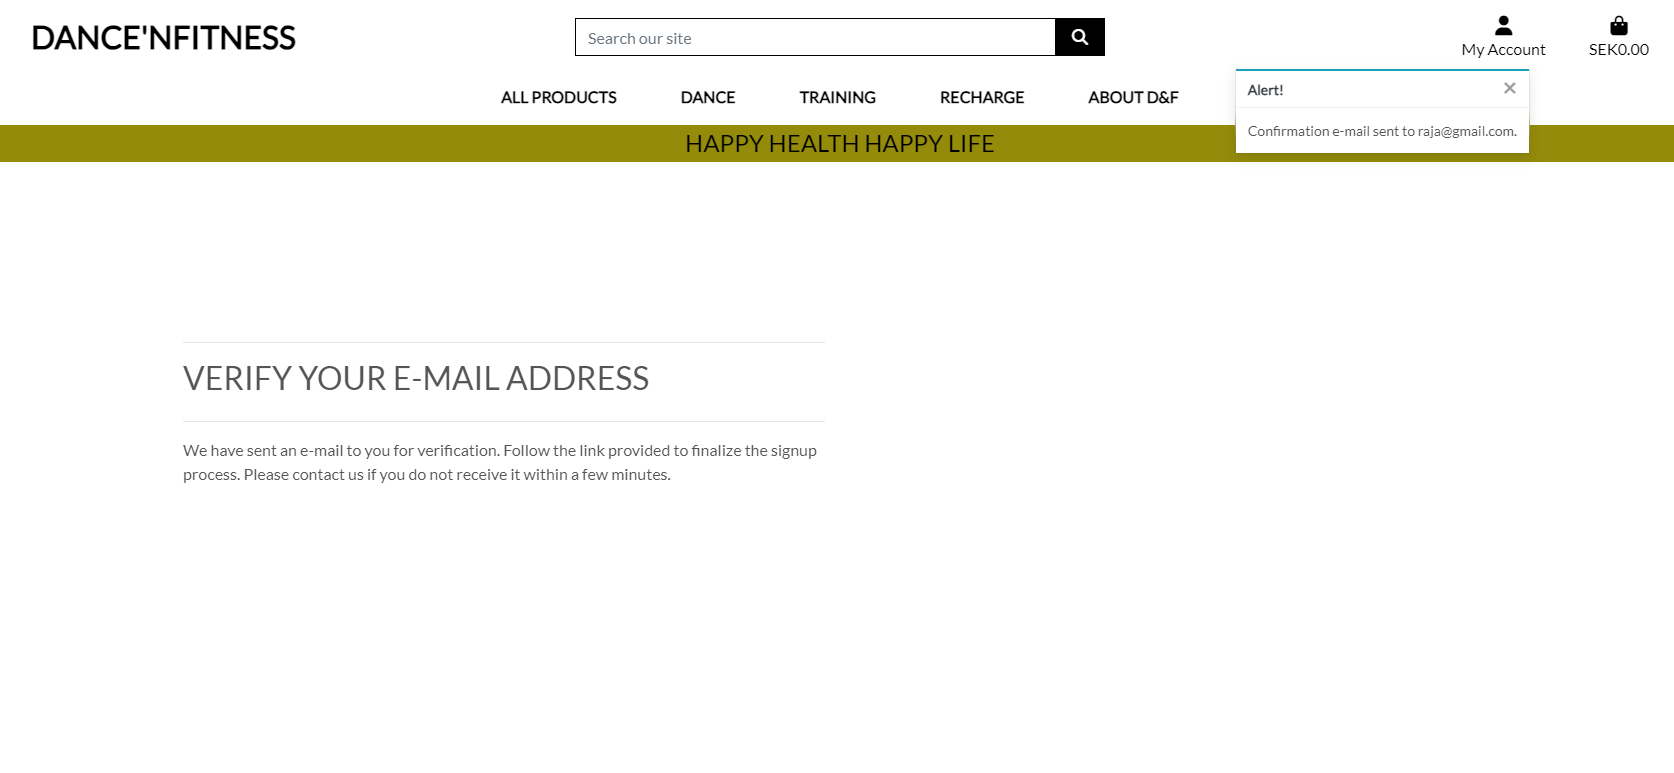 DANCE'NFITNESS
Search our site
My Account
SEK0.00
ALL PRODUCTS
DANCE
TRAINING
RECHARGE
ABOUT D&F
Alert!
Confirmation e-mail sent to raja@gmail.com.
HAPPY HEALTH HAPPY LIFE
VERIFY YOUR E-MAIL ADDRESS
We have sent an e-mail to you for verification. Follow the link provided to finalize the signup
process. Please contact us if you do not receive it within a few minutes.